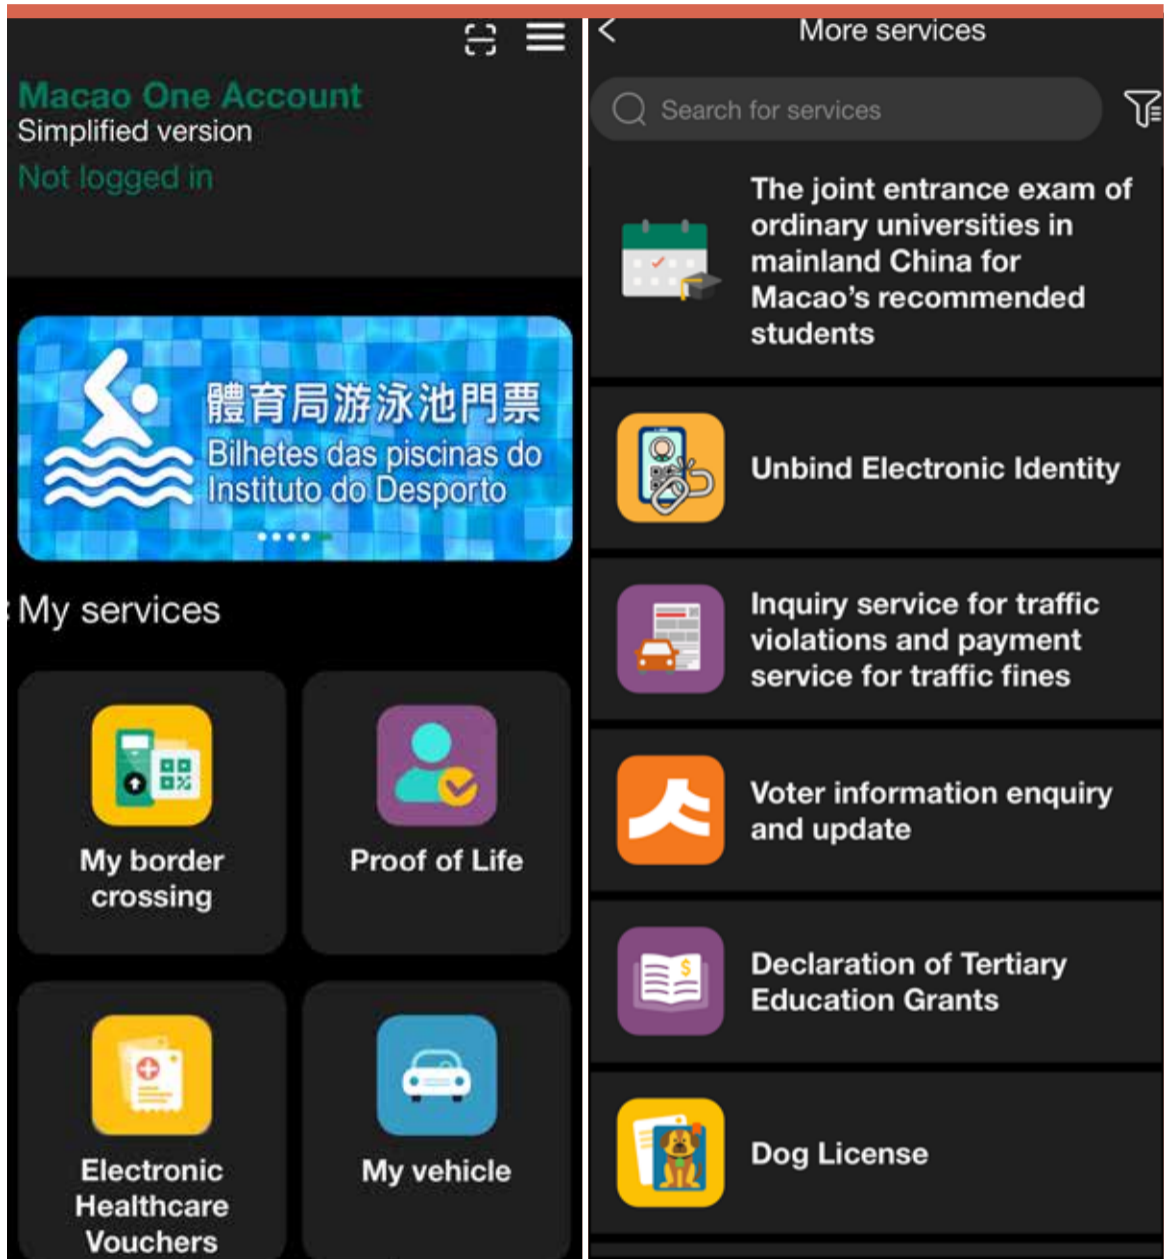 Macao One Account
Simplified version
Not logged in
體育局游泳池門票
Bilhetes das piscinas do
Instituto do Desporto
My services
My border
crossing
Proof of Life
Electronic
Healthcare
Vouchers
My vehicle
More services
Search for services
The joint entrance exam of
ordinary universities in
mainland China for
Macao's recommended
students
Unbind Electronic Identity
Inquiry service for traffic
violations and payment
service for traffic fines
Voter information enquiry
and update
Declaration of Tertiary
Education Grants
Dog License